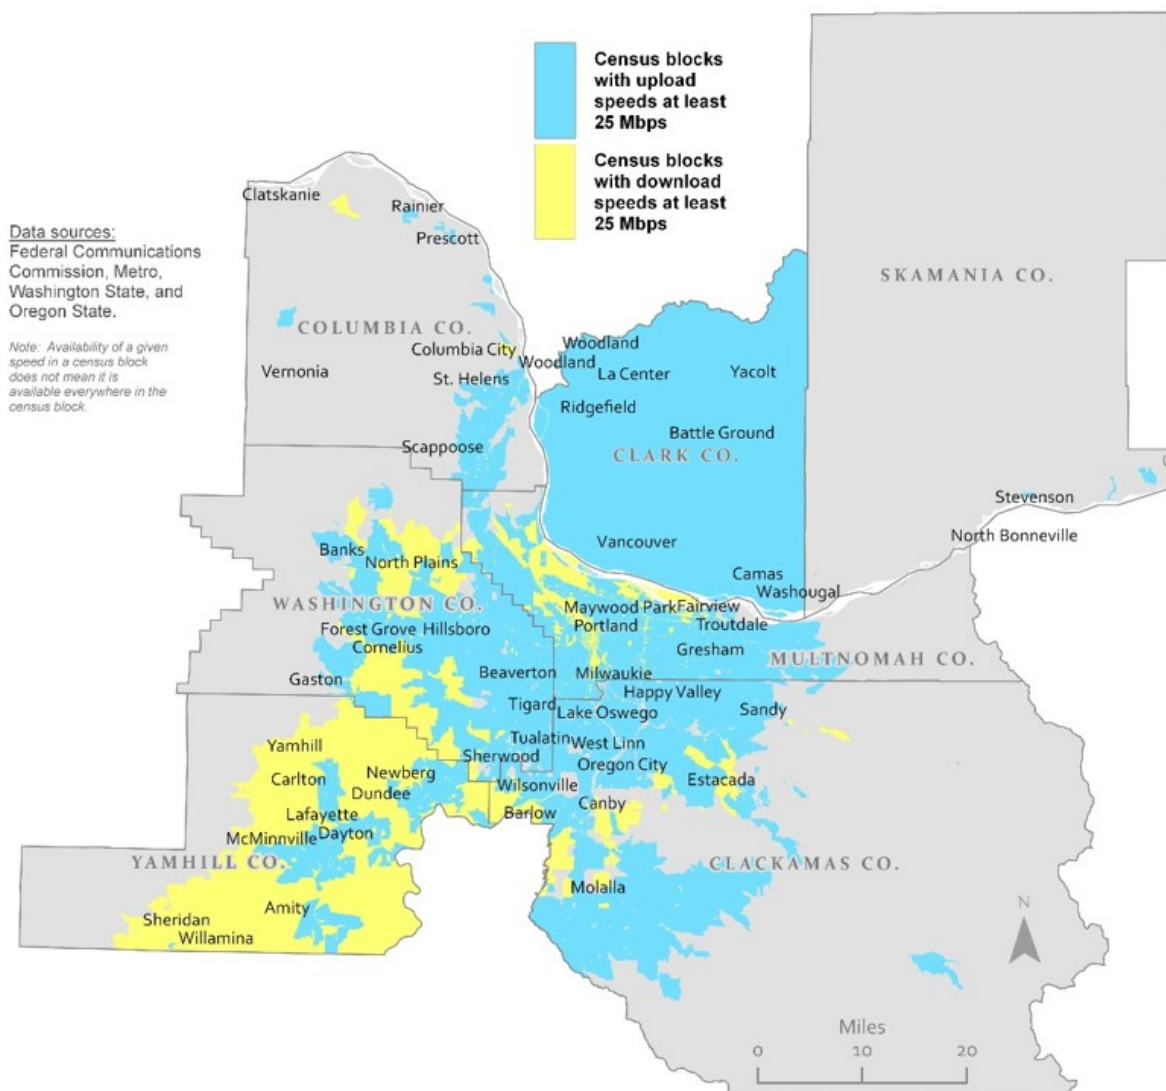 Census blocks
with upload
speeds at least
25 Mbps
Census blocks
with download
speeds at least
25 Mbps
Data sources:
Federal Communications
Commission, Metro,
Washington State, and
Oregon State.
Note: Availability of a given
speed in a census block
does not mean it is
available everywhere in the
census block.
Clatskanie
Rainier
Prescott
SKAMANIA CO.
COLUMBIA CO.
Columbia City
Woodland
Woodland
Vernonia
St. Helens
La Center
Yacolt
Ridgefield
Battle Ground
Scappoose
CLARK CO.
Stevenson
North Bonneville
Banks
North Plains
Vancouver
Camas
Washougal
WASHINGTON CO.
Maywood Park
Fairview
Portland
Troutdale
Forest Grove
Hillsboro
Cornelius
Gresham
MULTNOMAH CO.
Gaston
Beaverton
Milwaukie
Happy Valley
Tigard
Lake Oswego
Sandy
Yamhill
Tualatin
West Linn
Sherwood
Oregon City
Carlton
Newberg
Estacada
Dundee
Wilsonville
Canby
Lafayette
Barlow
McMinnville
Dayton
YAMHILL CO.
CLACKAMAS CO.
Molalla
Amity
Sheridan
Willamina
N
Miles
0 10 20